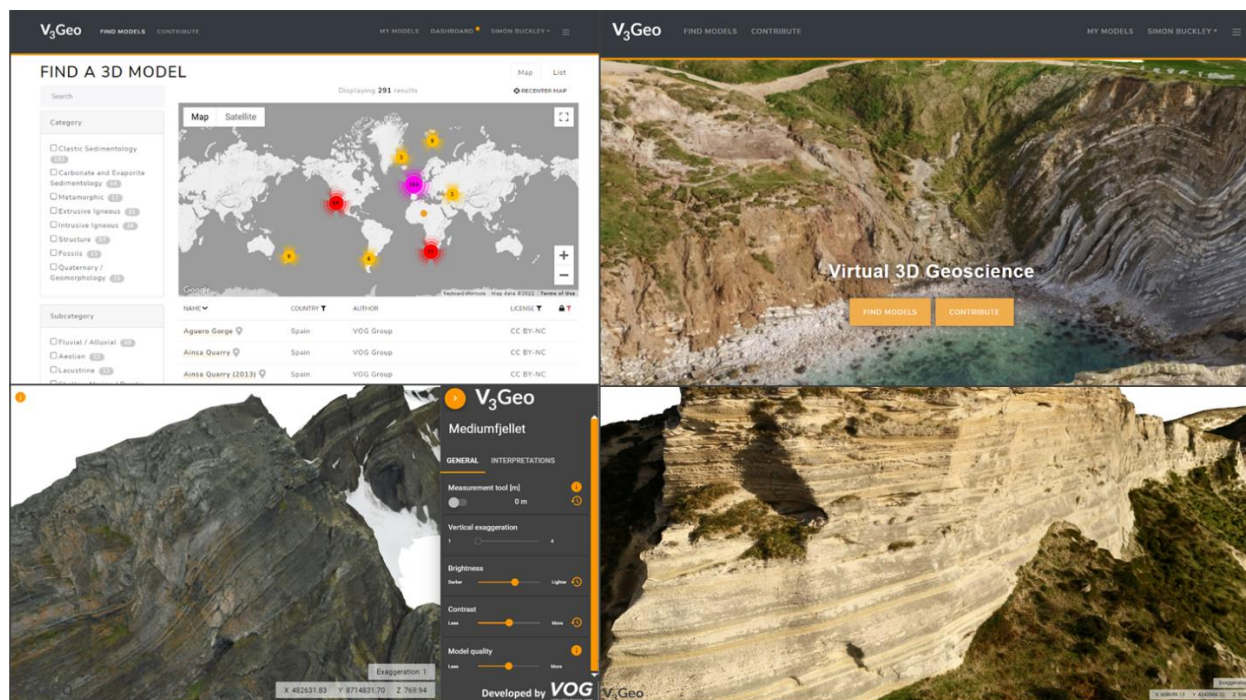 V3Geo FIND MODELS CONTRIBUTE MY MODELS DASHBOARD SIMON BUCKLEY
FIND A 3D MODEL
Map List
Search
Displaying 291 results
RECENTER MAP
Category
Clastic Sedimentology
Carbonate and Evaporite
Sedimentology
Metamorphic
Extrusive Igneous
Intrusive Igneous
Structure
Fossils
Quaternary /
Geomorphology
Map Satellite
Google
Keyboard shortcuts Map data ©2022 Terms of Use
Subcategory
Fluvial / Alluvial
Aeolian
Lacustrine
NAME COUNTRY AUTHOR LICENSE
Aguero Gorge Spain VOG Group CC BY-NC
Ainsa Quarry Spain VOG Group CC BY-NC
Ainsa Quarry (2013) Spain VOG Group CC BY-NC
V3Geo FIND MODELS CONTRIBUTE MY MODELS SIMON BUCKLEY
Virtual 3D Geoscience
FIND MODELS CONTRIBUTE
V3Geo
Mediumfjellet
GENERAL INTERPRETATIONS
Measurement tool [m]
0 m
Vertical exaggeration
1 4
Brightness
Darker Lighter
Contrast
Less More
Model quality
Less More
Developed by VOG
Exaggeration 1
X 482631.83 Y 8714831.70 Z 769.94
V3Geo